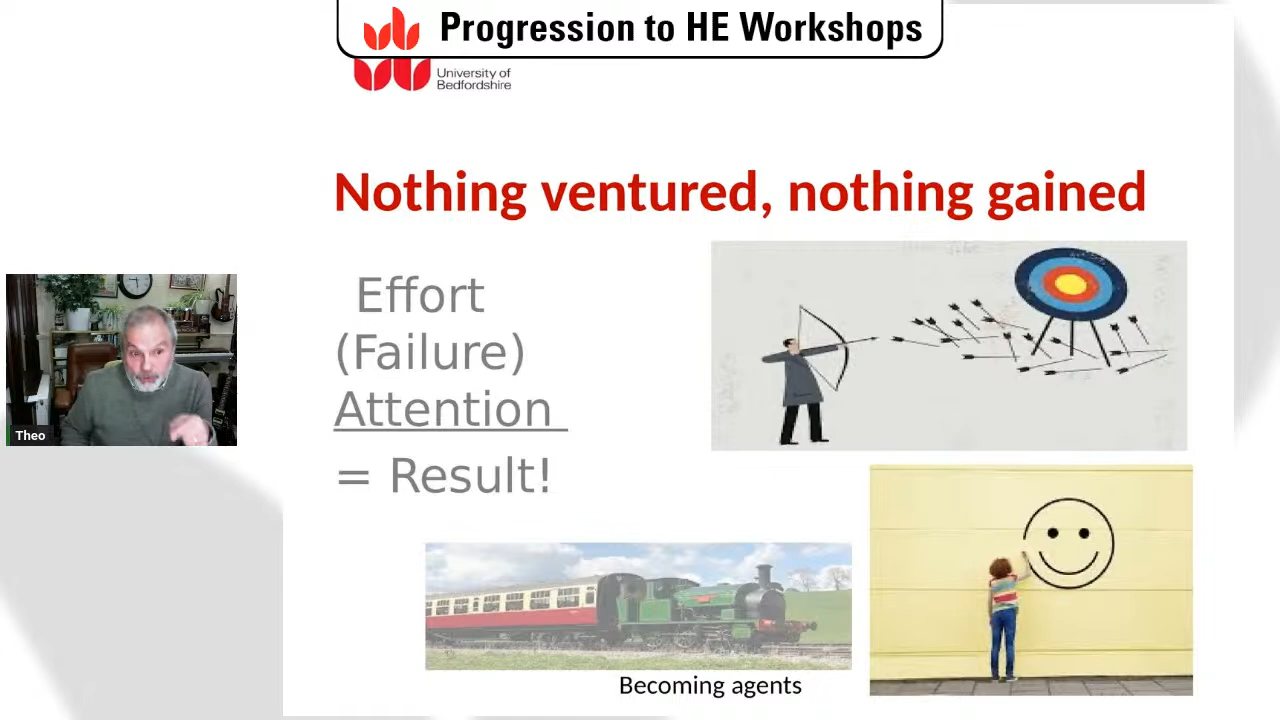 Progression to HE Workshops
University of
Bedfordshire
Nothing ventured, nothing gained
Effort
(Failure)
Attention
= Result!
Theo
Becoming agents